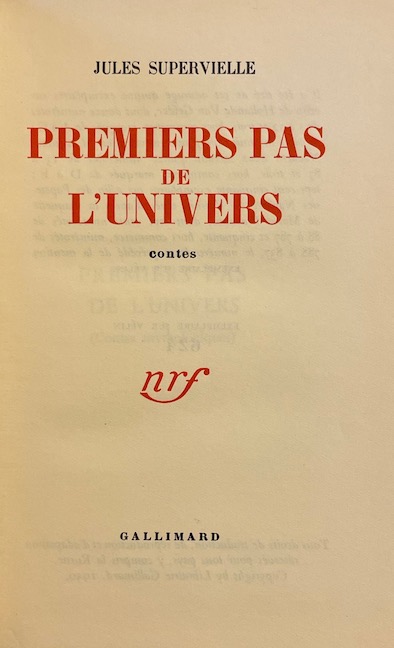 JULES SUPERVIELLE
PREMIERS PAS
DE
L'UNIVERS
contes
nrf
GALLIMARD